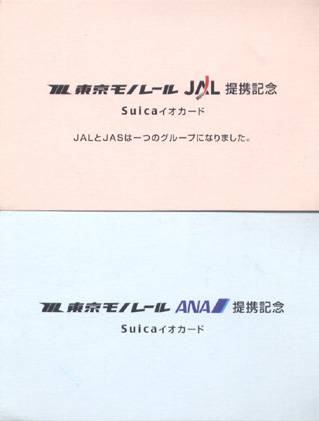 東京モノレール JAL 提携記念
Suicaイオカード
JALとJASは一つのグループになりました。
東京モノレール ANA 提携記念
Suicaイオカード